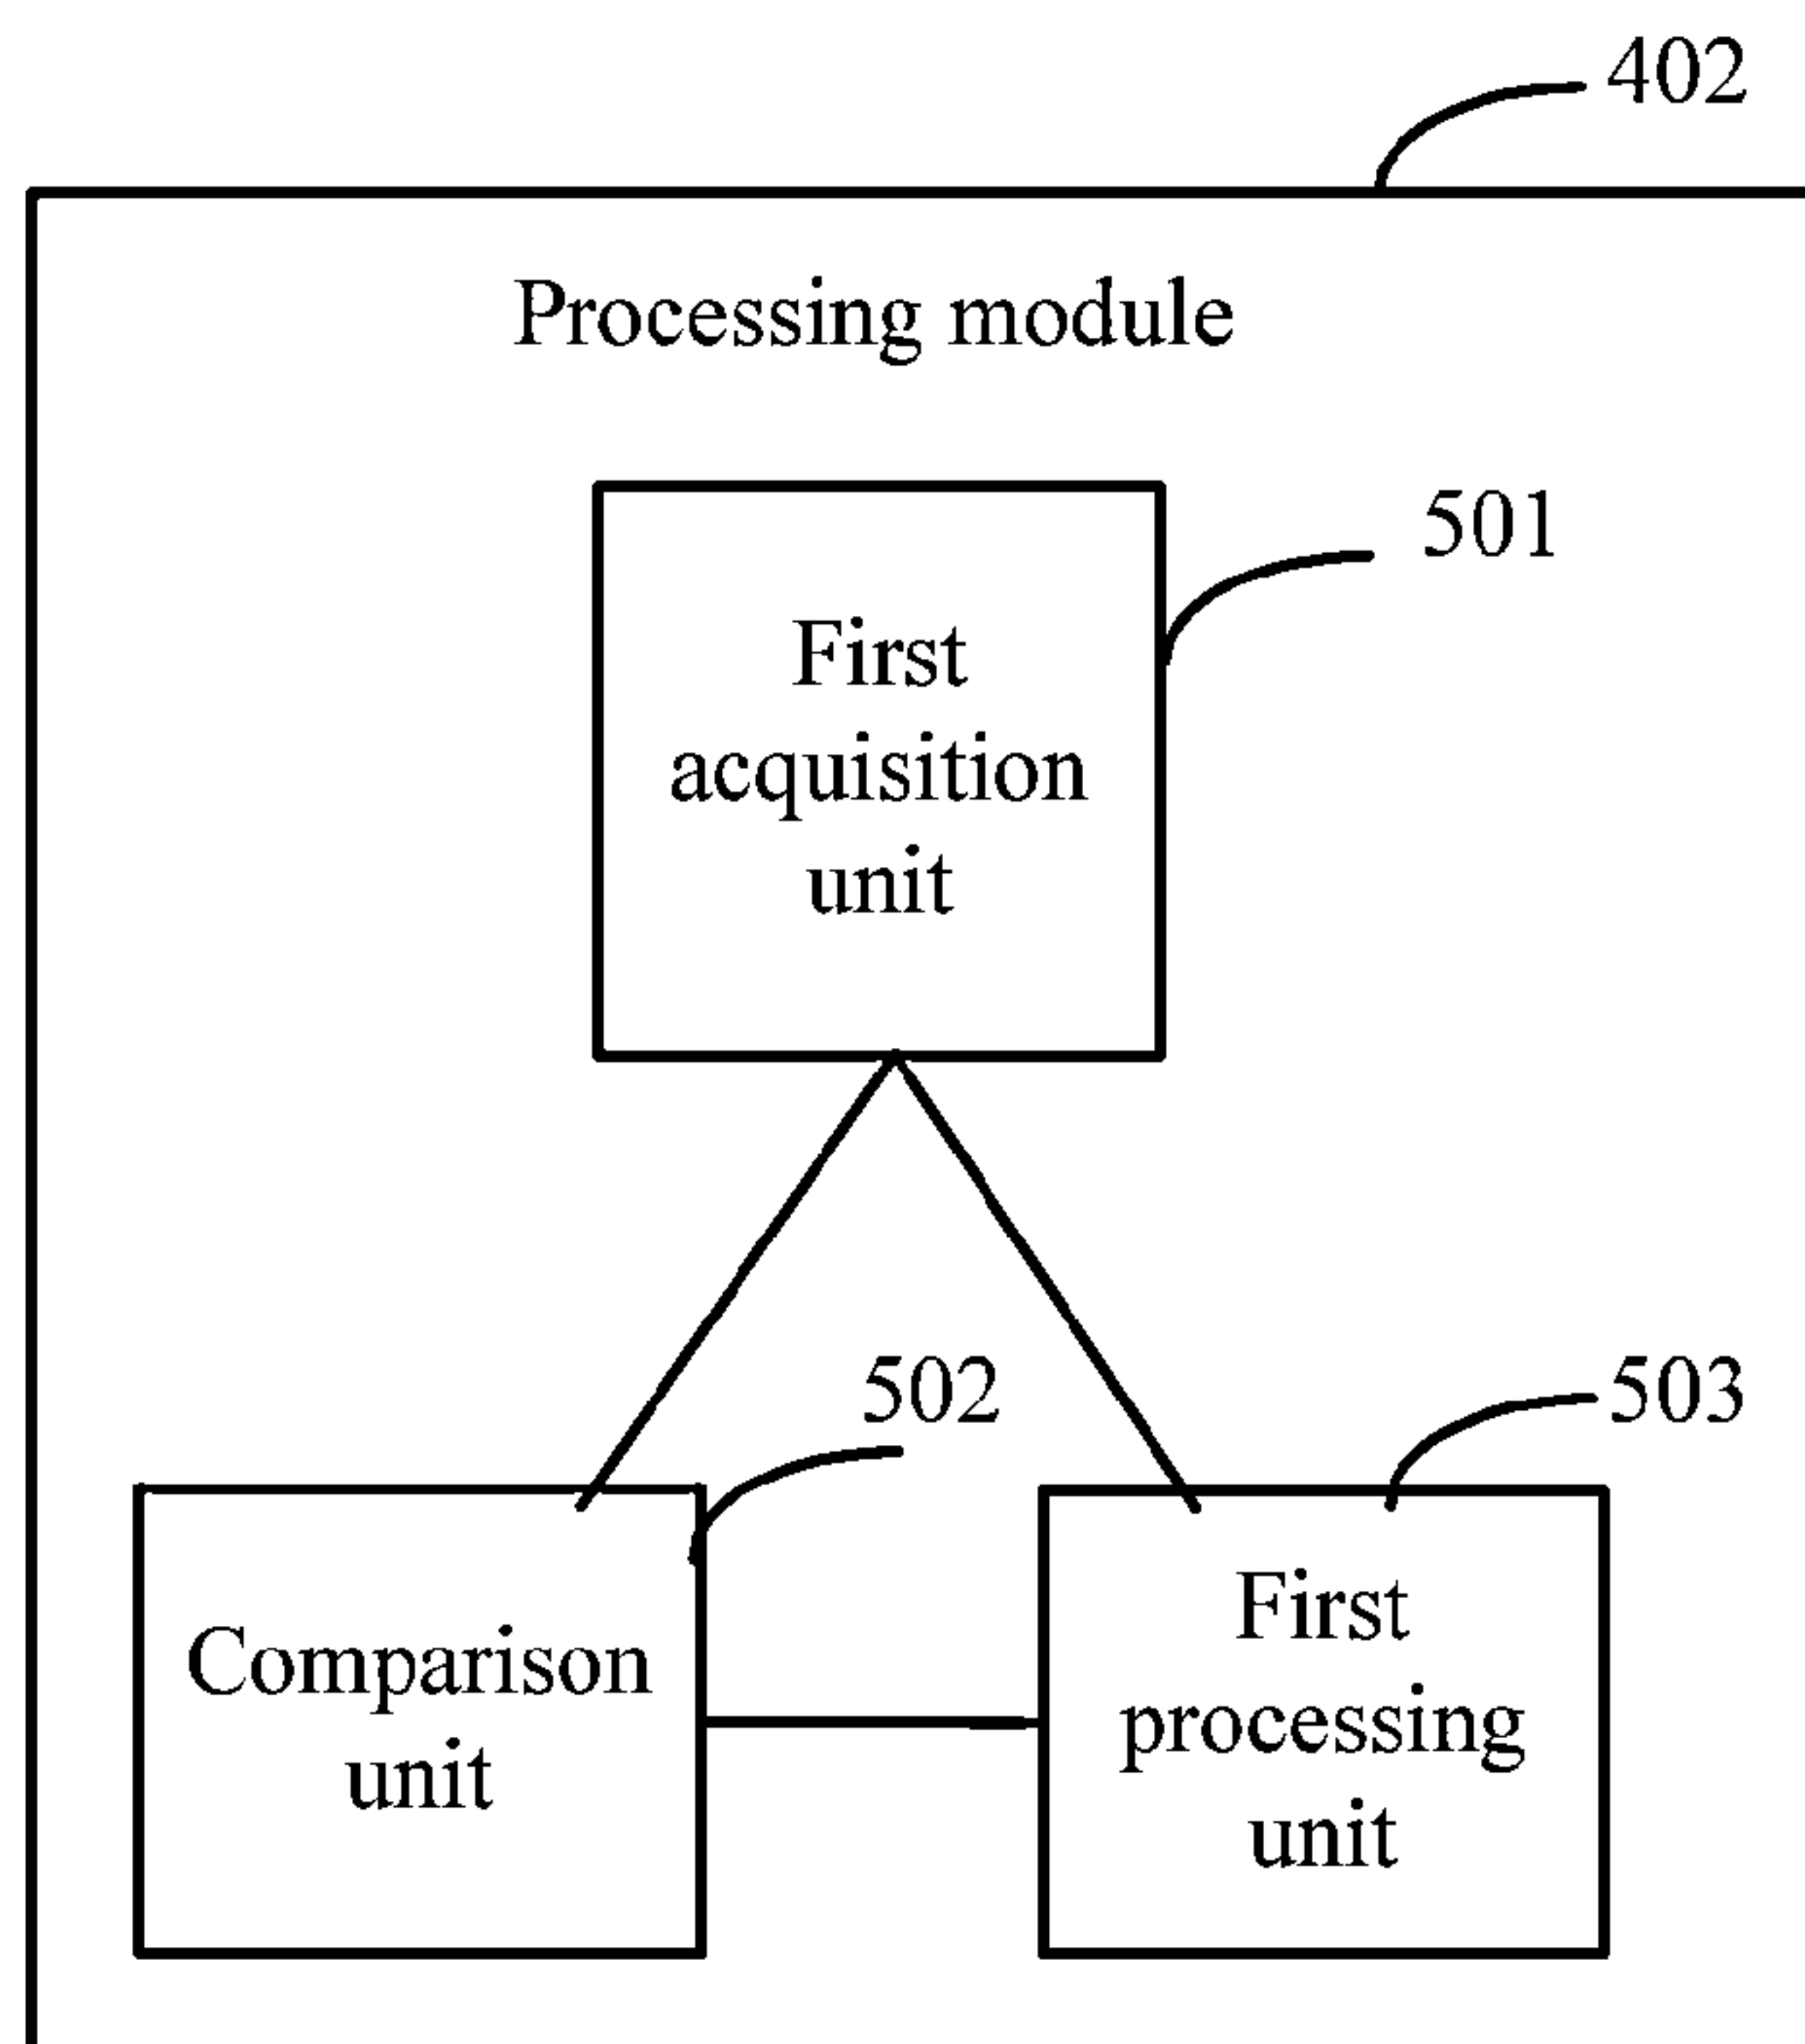 402
Processing module
501
First
acquisition
unit
502
503
Comparison
unit
First
processing
unit